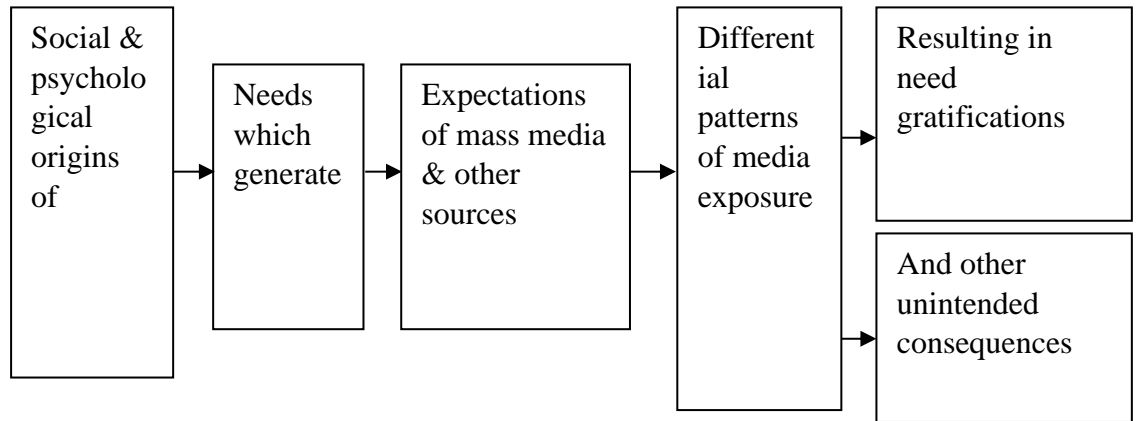 Social &
psycholo
gical
origins
of
Needs
which
generate
Expectations
of mass media
& other
sources
Different
ial
patterns
of media
exposure
Resulting in
need
gratifications
And other
unintended
consequences